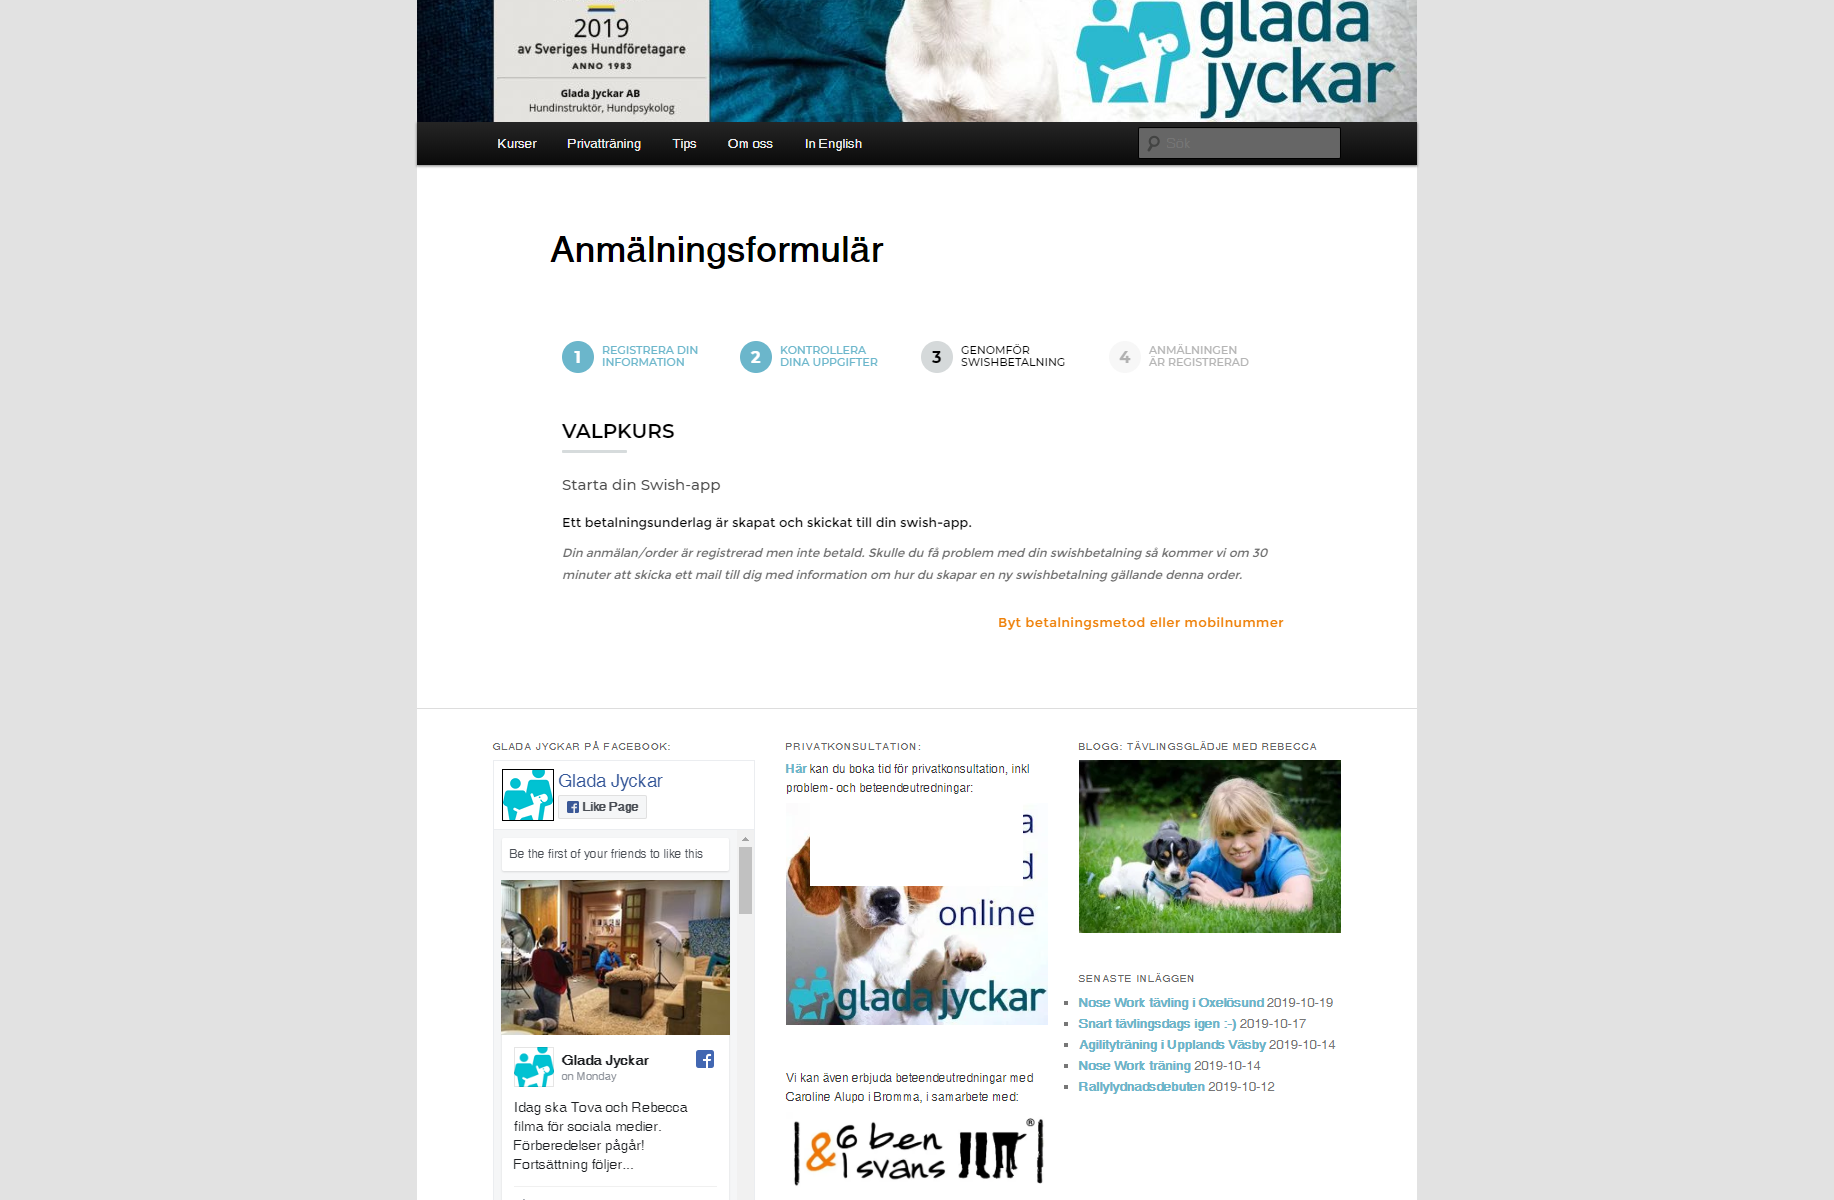 2019
av Sveriges Hundföretagare
ANNO 1983
Glada Jyckar AB
Hundinstruktör, Hundpsykolog
glada
jyckar
Kurser
Privatträning
Tips
Om oss
In English
Sök
Anmälningsformulär
1
REGISTRERA DIN
INFORMATION
2
KONTROLLERA
DINA UPPGIFTER
3
GENOMFÖR
SWISHBETALNING
4
ANMÄLNINGEN
ÄR REGISTRERAD
VALPKURS
Starta din Swish-app
Ett betalningsunderlag är skapat och skickat till din swish-app.
Din anmälan/order är registrerad men inte betald. Skulle du få problem med din swishbetalning så kommer vi om 30
minuter att skicka ett mail till dig med information om hur du skapar en ny swishbetalning gällande denna order.
Byt betalningsmetod eller mobilnummer
GLADA JYCKAR PÅ FACEBOOK:
Glada Jyckar
Like Page
Be the first of your friends to like this
Glada Jyckar
on Monday
Idag ska Tova och Rebecca
filma för sociala medier.
Förberedelser pågår!
Fortsättning följer...
PRIVATKONSULTATION:
Här kan du boka tid för privatkonsultation, inkl
problem- och beteendeutredningar:
a
d
online
glada jyckar
Vi kan även erbjuda beteendeutredningar med
Caroline Alupo i Bromma, i samarbete med:
& 6 ben
1 svans
®
BLOGG: TÄVLINGSGLÄDJE MED REBECCA
SENASTE INLÄGGEN
Nose Work tävling i Oxelösund 2019-10-19
Snart tävlingsdags igen :-) 2019-10-17
Agilityträning i Upplands Väsby 2019-10-14
Nose Work träning 2019-10-14
Rallylydnadsdebuten 2019-10-12